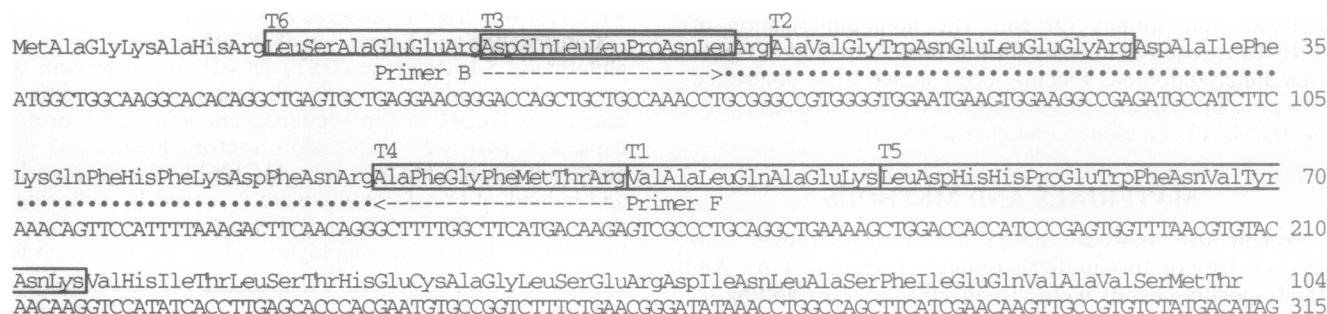 T6 T3 T2
MetAlaGlyLysAlaHisArgLeuSerAlaGluGluArgAspGlnLeuLeuProAsnLeuArgAlaValGlyTrpAsnGluLeuGluGlyArgAspAlaIlePhe 35
Primer B
ATGGCTGGCAAGGCACACAGGCTGAGTGCTGAGGAACGGGACCAGCTGCTGCCAAACCTGCGGGCCGTGGGGTGGAATGAAGTGGAAGGCCGAGATGCCATCTTC 105
T4 T1 T5
LysGlnPheHisPheLysAspPheAsnArgAlaPheGlyPheMetThrArgValAlaLeuGlnAlaGluLysLeuAspHisHisProGluTrpPheAsnValTyr 70
Primer F
AAACAGTTCCATTTTAAAGACTTCAACAGGGCTTTTGGCTTCATGACAAGAGTCGCCCTGCAGGCTGAAAAGCTGGACCACCATCCCGAGTGGTTTAACGTGTAC 210
AsnLysValHisIleThrLeuSerThrHisGluCysAlaGlyLeuSerGluArgAspIleAsnLeuAlaSerPheIleGluGlnValAlaValSerMetThr 104
AACAAGGTCCATATCACCTTGAGCACCCACGAATGTGCCGGTCTTTCTGAACGGGATATAAACCTGGCCAGCTTCATCGAACAAGTTGCCGTGTCTATGACATAG 315